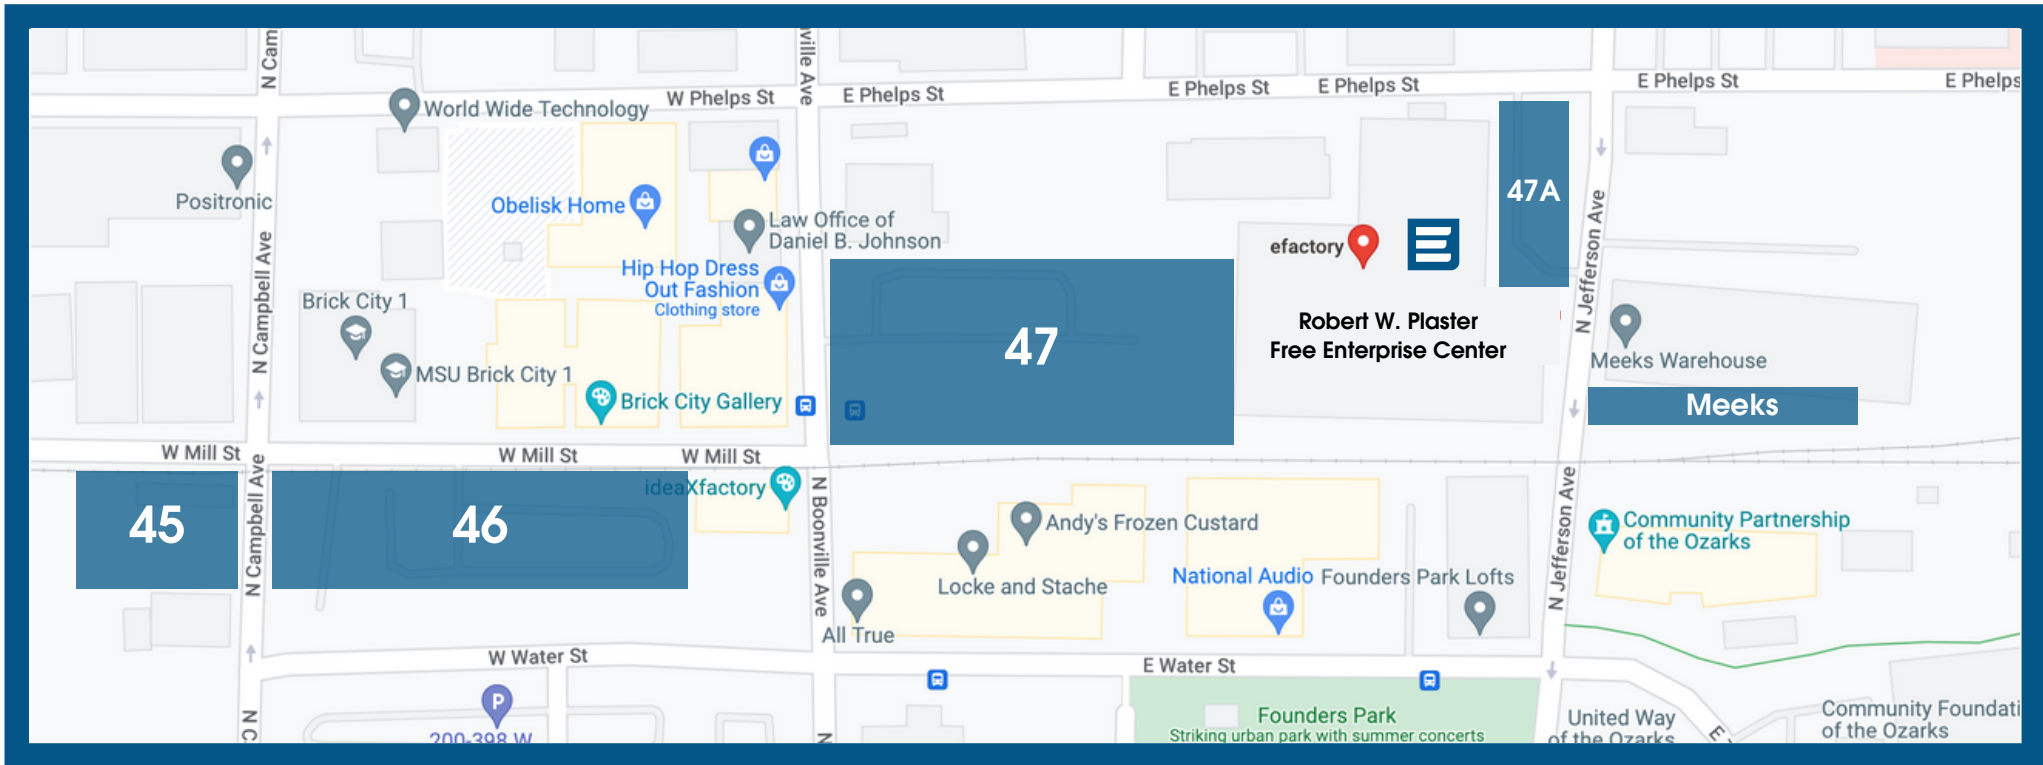 N Cam
ville Ave
World Wide Technology
W Phelps St
E Phelps St
E Phelps St
E Phelps St
E Phelps St
E Phelps
Positronic
Obelisk Home
Law Office of
Daniel B. Johnson
47A
efactory
N Campbell Ave
Hip Hop Dress
Out Fashion
Clothing store
N Jefferson Ave
Brick City 1
MSU Brick City 1
47
Robert W. Plaster
Free Enterprise Center
Meeks Warehouse
Brick City Gallery
Meeks
W Mill St
W Mill St
W Mill St
45
N Campbell Ave
46
ideaXfactory
N Boonville Ave
Andy's Frozen Custard
Locke and Stache
All True
National Audio
Founders Park Lofts
N Jefferson Ave
Community Partnership
of the Ozarks
W Water St
E Water St
P
200-398 W
N C
N
Founders Park
Striking urban park with summer concerts
United Way
of the Ozarks
E
Community Foundati
of the Ozarks